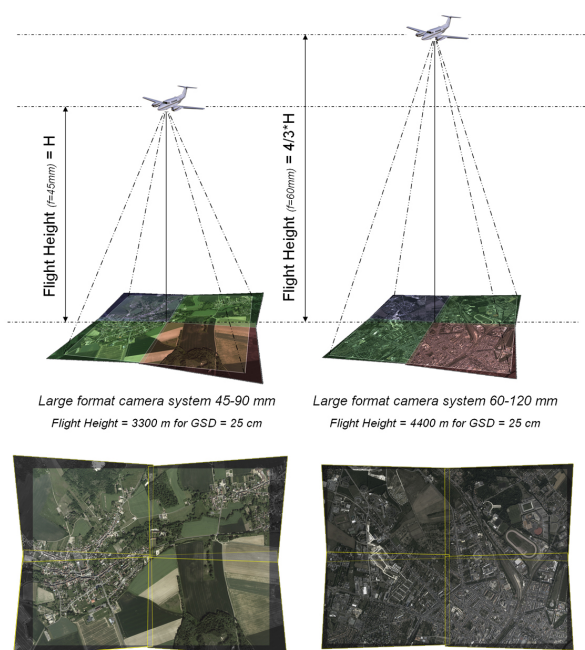 Flight Height (f=45mm) = H
Flight Height (f=60mm) = 4/3*H
Large format camera system 45-90 mm
Flight Height = 3300 m for GSD = 25 cm
Large format camera system 60-120 mm
Flight Height = 4400 m for GSD = 25 cm